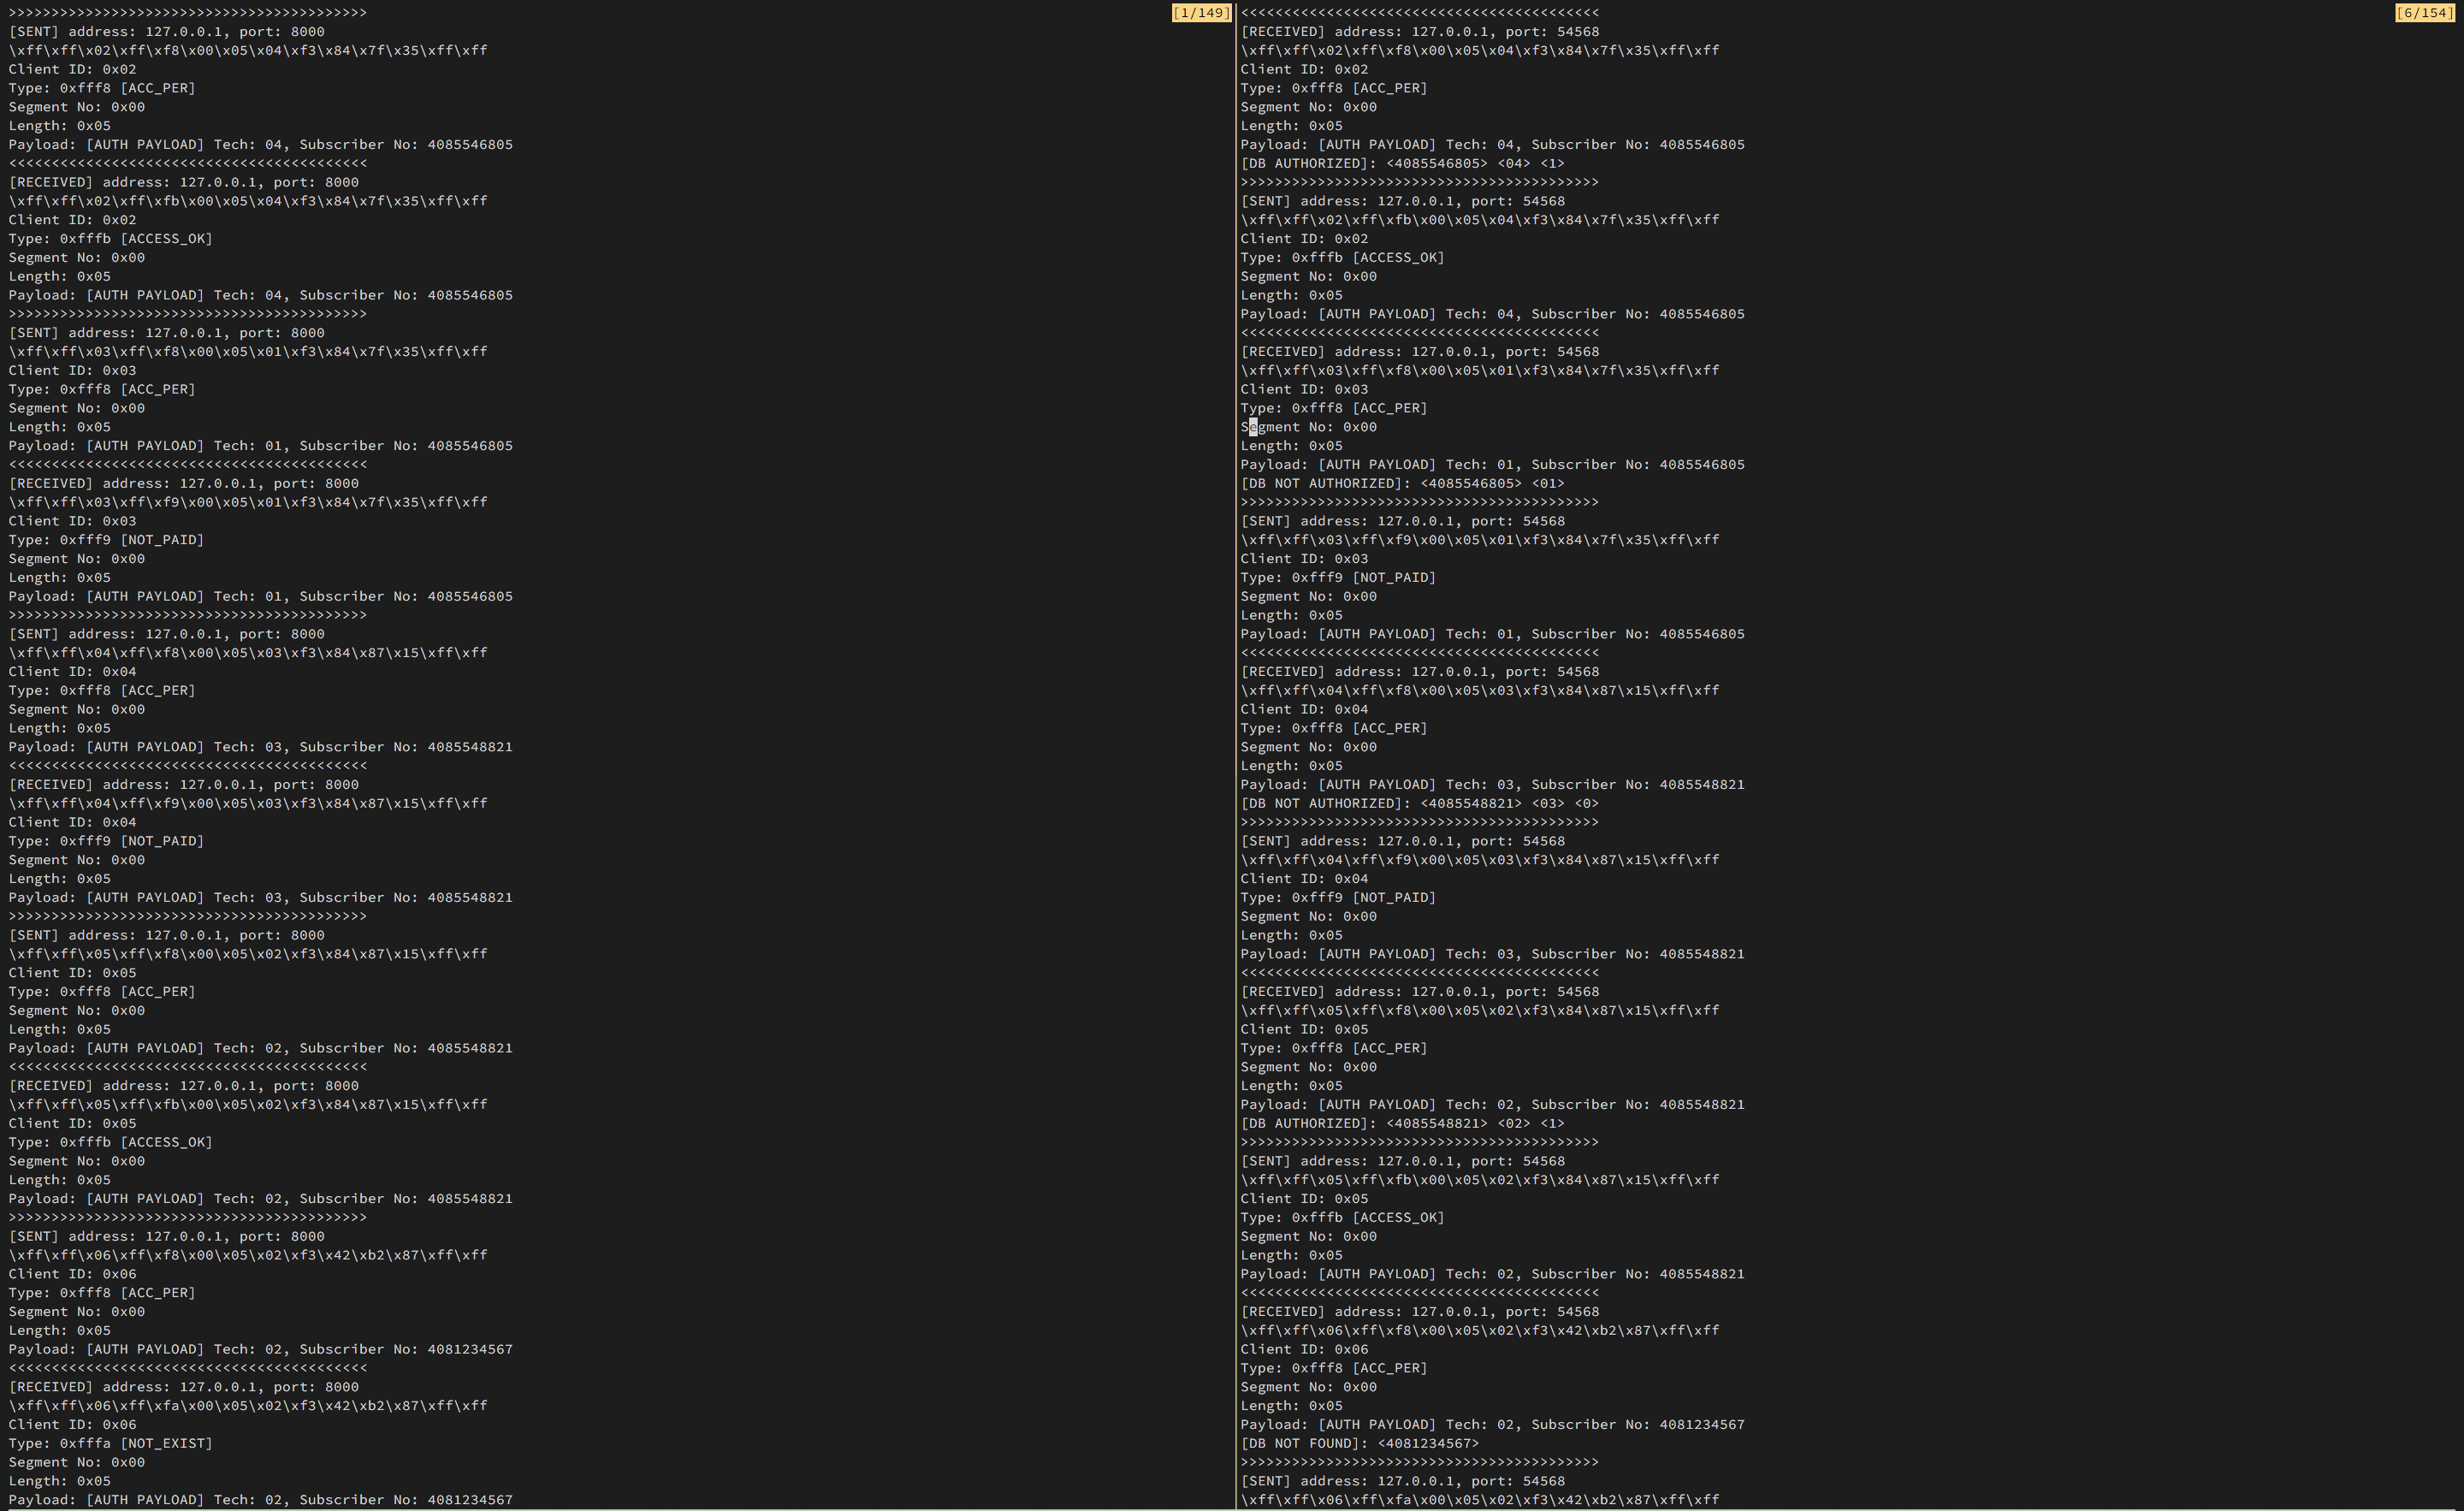 >>>>>>>>>>>>>>>>>>>>>>>>>>>>>>>>>>>>>>>>>> [1/149]
[SENT] address: 127.0.0.1, port: 8000
\xff\xff\x02\xff\xf8\x00\x05\x04\xf3\x84\x7f\x35\xff\xff
Client ID: 0x02
Type: 0xfff8 [ACC_PER]
Segment No: 0x00
Length: 0x05
Payload: [AUTH PAYLOAD] Tech: 04, Subscriber No: 4085546805
<<<<<<<<<<<<<<<<<<<<<<<<<<<<<<<<<<<<<<<<<<
[RECEIVED] address: 127.0.0.1, port: 8000
\xff\xff\x02\xff\xfb\x00\x05\x04\xf3\x84\x7f\x35\xff\xff
Client ID: 0x02
Type: 0xfffb [ACCESS_OK]
Segment No: 0x00
Length: 0x05
Payload: [AUTH PAYLOAD] Tech: 04, Subscriber No: 4085546805
>>>>>>>>>>>>>>>>>>>>>>>>>>>>>>>>>>>>>>>>>>
[SENT] address: 127.0.0.1, port: 8000
\xff\xff\x03\xff\xf8\x00\x05\x01\xf3\x84\x7f\x35\xff\xff
Client ID: 0x03
Type: 0xfff8 [ACC_PER]
Segment No: 0x00
Length: 0x05
Payload: [AUTH PAYLOAD] Tech: 01, Subscriber No: 4085546805
<<<<<<<<<<<<<<<<<<<<<<<<<<<<<<<<<<<<<<<<<<
[RECEIVED] address: 127.0.0.1, port: 8000
\xff\xff\x03\xff\xf9\x00\x05\x01\xf3\x84\x7f\x35\xff\xff
Client ID: 0x03
Type: 0xfff9 [NOT_PAID]
Segment No: 0x00
Length: 0x05
Payload: [AUTH PAYLOAD] Tech: 01, Subscriber No: 4085546805
>>>>>>>>>>>>>>>>>>>>>>>>>>>>>>>>>>>>>>>>>>
[SENT] address: 127.0.0.1, port: 8000
\xff\xff\x04\xff\xf8\x00\x05\x03\xf3\x84\x87\x15\xff\xff
Client ID: 0x04
Type: 0xfff8 [ACC_PER]
Segment No: 0x00
Length: 0x05
Payload: [AUTH PAYLOAD] Tech: 03, Subscriber No: 4085548821
<<<<<<<<<<<<<<<<<<<<<<<<<<<<<<<<<<<<<<<<<<
[RECEIVED] address: 127.0.0.1, port: 8000
\xff\xff\x04\xff\xf9\x00\x05\x03\xf3\x84\x87\x15\xff\xff
Client ID: 0x04
Type: 0xfff9 [NOT_PAID]
Segment No: 0x00
Length: 0x05
Payload: [AUTH PAYLOAD] Tech: 03, Subscriber No: 4085548821
>>>>>>>>>>>>>>>>>>>>>>>>>>>>>>>>>>>>>>>>>>
[SENT] address: 127.0.0.1, port: 8000
\xff\xff\x05\xff\xf8\x00\x05\x02\xf3\x84\x87\x15\xff\xff
Client ID: 0x05
Type: 0xfff8 [ACC_PER]
Segment No: 0x00
Length: 0x05
Payload: [AUTH PAYLOAD] Tech: 02, Subscriber No: 4085548821
<<<<<<<<<<<<<<<<<<<<<<<<<<<<<<<<<<<<<<<<<<
[RECEIVED] address: 127.0.0.1, port: 8000
\xff\xff\x05\xff\xfb\x00\x05\x02\xf3\x84\x87\x15\xff\xff
Client ID: 0x05
Type: 0xfffb [ACCESS_OK]
Segment No: 0x00
Length: 0x05
Payload: [AUTH PAYLOAD] Tech: 02, Subscriber No: 4085548821
>>>>>>>>>>>>>>>>>>>>>>>>>>>>>>>>>>>>>>>>>>
[SENT] address: 127.0.0.1, port: 8000
\xff\xff\x06\xff\xf8\x00\x05\x02\xf3\x42\xb2\x87\xff\xff
Client ID: 0x06
Type: 0xfff8 [ACC_PER]
Segment No: 0x00
Length: 0x05
Payload: [AUTH PAYLOAD] Tech: 02, Subscriber No: 4081234567
<<<<<<<<<<<<<<<<<<<<<<<<<<<<<<<<<<<<<<<<<<
[RECEIVED] address: 127.0.0.1, port: 8000
\xff\xff\x06\xff\xfa\x00\x05\x02\xf3\x42\xb2\x87\xff\xff
Client ID: 0x06
Type: 0xfffa [NOT_EXIST]
Segment No: 0x00
Length: 0x05
Payload: [AUTH PAYLOAD] Tech: 02, Subscriber No: 4081234567
<<<<<<<<<<<<<<<<<<<<<<<<<<<<<<<<<<<<<<<<<< [6/154]
[RECEIVED] address: 127.0.0.1, port: 54568
\xff\xff\x02\xff\xf8\x00\x05\x04\xf3\x84\x7f\x35\xff\xff
Client ID: 0x02
Type: 0xfff8 [ACC_PER]
Segment No: 0x00
Length: 0x05
Payload: [AUTH PAYLOAD] Tech: 04, Subscriber No: 4085546805
[DB AUTHORIZED]: <4085546805> <04> <1>
>>>>>>>>>>>>>>>>>>>>>>>>>>>>>>>>>>>>>>>>>>
[SENT] address: 127.0.0.1, port: 54568
\xff\xff\x02\xff\xfb\x00\x05\x04\xf3\x84\x7f\x35\xff\xff
Client ID: 0x02
Type: 0xfffb [ACCESS_OK]
Segment No: 0x00
Length: 0x05
Payload: [AUTH PAYLOAD] Tech: 04, Subscriber No: 4085546805
<<<<<<<<<<<<<<<<<<<<<<<<<<<<<<<<<<<<<<<<<<
[RECEIVED] address: 127.0.0.1, port: 54568
\xff\xff\x03\xff\xf8\x00\x05\x01\xf3\x84\x7f\x35\xff\xff
Client ID: 0x03
Type: 0xfff8 [ACC_PER]
Segment No: 0x00
Length: 0x05
Payload: [AUTH PAYLOAD] Tech: 01, Subscriber No: 4085546805
[DB NOT AUTHORIZED]: <4085546805> <01>
>>>>>>>>>>>>>>>>>>>>>>>>>>>>>>>>>>>>>>>>>>
[SENT] address: 127.0.0.1, port: 54568
\xff\xff\x03\xff\xf9\x00\x05\x01\xf3\x84\x7f\x35\xff\xff
Client ID: 0x03
Type: 0xfff9 [NOT_PAID]
Segment No: 0x00
Length: 0x05
Payload: [AUTH PAYLOAD] Tech: 01, Subscriber No: 4085546805
<<<<<<<<<<<<<<<<<<<<<<<<<<<<<<<<<<<<<<<<<<
[RECEIVED] address: 127.0.0.1, port: 54568
\xff\xff\x04\xff\xf8\x00\x05\x03\xf3\x84\x87\x15\xff\xff
Client ID: 0x04
Type: 0xfff8 [ACC_PER]
Segment No: 0x00
Length: 0x05
Payload: [AUTH PAYLOAD] Tech: 03, Subscriber No: 4085548821
[DB NOT AUTHORIZED]: <4085548821> <03> <0>
>>>>>>>>>>>>>>>>>>>>>>>>>>>>>>>>>>>>>>>>>>
[SENT] address: 127.0.0.1, port: 54568
\xff\xff\x04\xff\xf9\x00\x05\x03\xf3\x84\x87\x15\xff\xff
Client ID: 0x04
Type: 0xfff9 [NOT_PAID]
Segment No: 0x00
Length: 0x05
Payload: [AUTH PAYLOAD] Tech: 03, Subscriber No: 4085548821
<<<<<<<<<<<<<<<<<<<<<<<<<<<<<<<<<<<<<<<<<<
[RECEIVED] address: 127.0.0.1, port: 54568
\xff\xff\x05\xff\xf8\x00\x05\x02\xf3\x84\x87\x15\xff\xff
Client ID: 0x05
Type: 0xfff8 [ACC_PER]
Segment No: 0x00
Length: 0x05
Payload: [AUTH PAYLOAD] Tech: 02, Subscriber No: 4085548821
[DB AUTHORIZED]: <4085548821> <02> <1>
>>>>>>>>>>>>>>>>>>>>>>>>>>>>>>>>>>>>>>>>>>
[SENT] address: 127.0.0.1, port: 54568
\xff\xff\x05\xff\xfb\x00\x05\x02\xf3\x84\x87\x15\xff\xff
Client ID: 0x05
Type: 0xfffb [ACCESS_OK]
Segment No: 0x00
Length: 0x05
Payload: [AUTH PAYLOAD] Tech: 02, Subscriber No: 4085548821
<<<<<<<<<<<<<<<<<<<<<<<<<<<<<<<<<<<<<<<<<<
[RECEIVED] address: 127.0.0.1, port: 54568
\xff\xff\x06\xff\xf8\x00\x05\x02\xf3\x42\xb2\x87\xff\xff
Client ID: 0x06
Type: 0xfff8 [ACC_PER]
Segment No: 0x00
Length: 0x05
Payload: [AUTH PAYLOAD] Tech: 02, Subscriber No: 4081234567
[DB NOT FOUND]: <4081234567>
>>>>>>>>>>>>>>>>>>>>>>>>>>>>>>>>>>>>>>>>>>
[SENT] address: 127.0.0.1, port: 54568
\xff\xff\x06\xff\xfa\x00\x05\x02\xf3\x42\xb2\x87\xff\xff